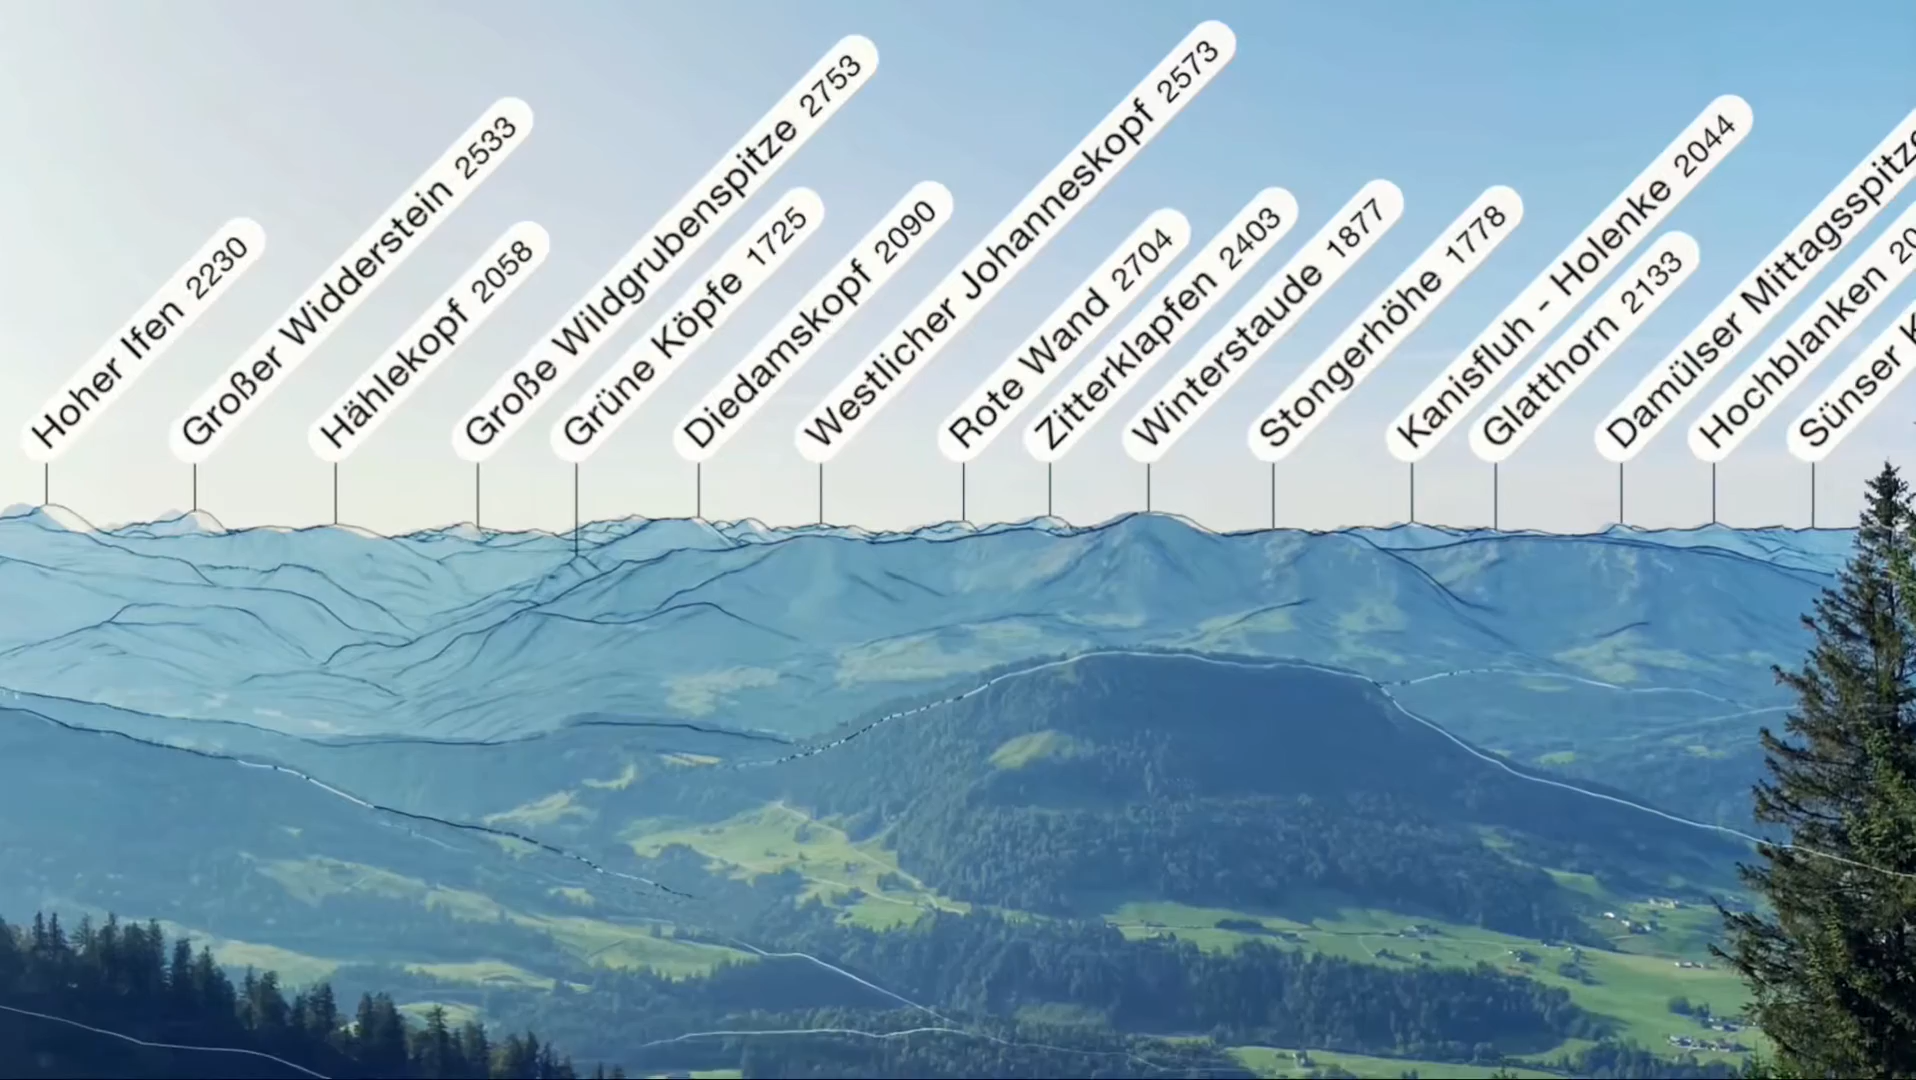 Hoher Ifen 2230
Großer Widderstein 2533
Hählekopf 2058
Große Wildgrubenspitze 2753
Grüne Köpfe 1725
Diedamskopf 2090
Westlicher Johanneskopf 2573
Rote Wand 2704
Zitterklapfen 2403
Winterstaude 1877
Stongerhöhe 1778
Kanisfluh - Holenke 2044
Glatthorn 2133
Damülser Mittagsspitze
Hochblanken
Sünser